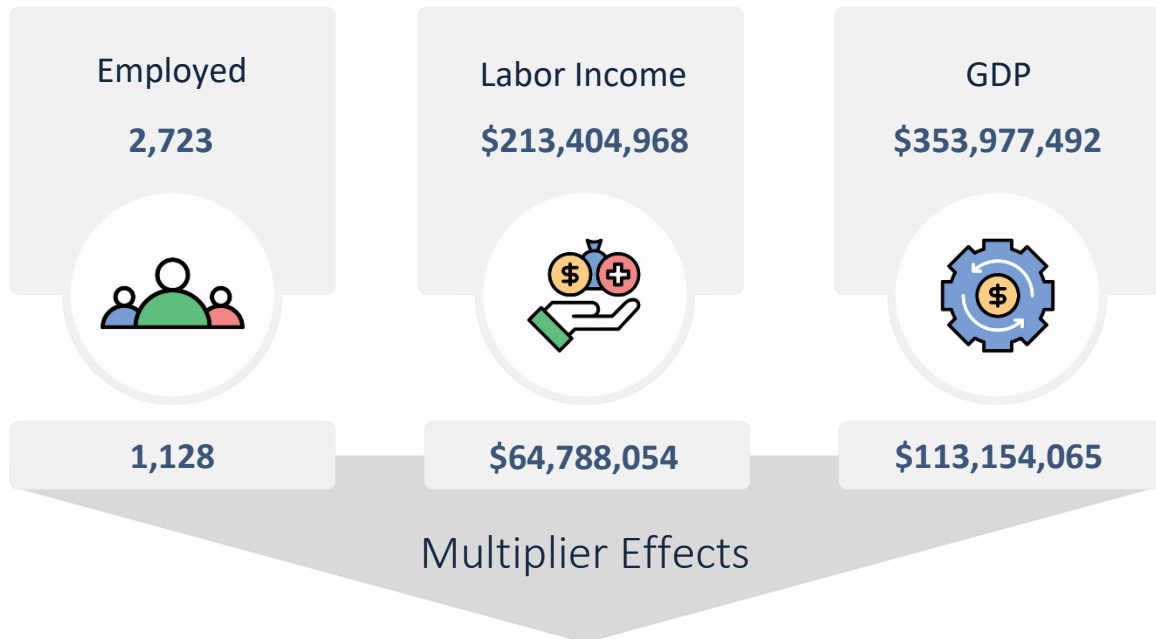 Employed
2,723
Labor Income
$213,404,968
GDP
$353,977,492
$
$
1,128
$64,788,054
$113,154,065
Multiplier Effects